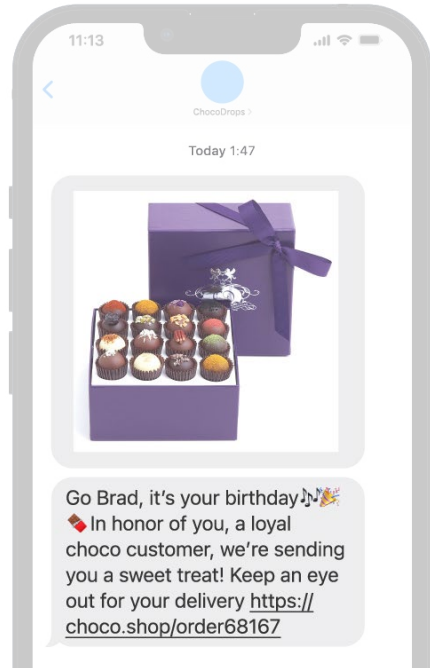 11:13
ChocoDrops >
Today 1:47
Go Brad, it's your birthday🎶🎉
🍫In honor of you, a loyal
choco customer, we're sending
you a sweet treat! Keep an eye
out for your delivery https://
choco.shop/order68167